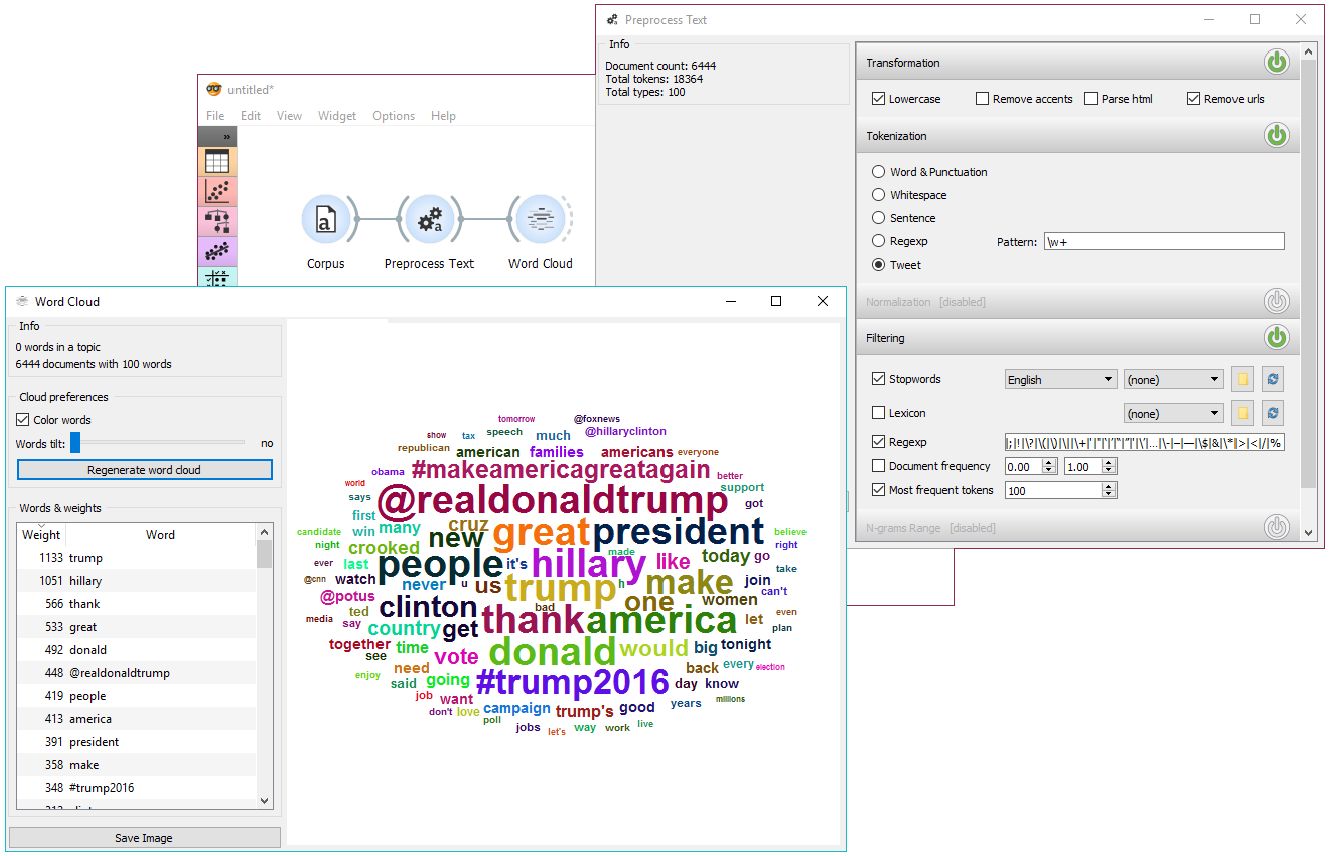 Preprocess Text
Info
Document count: 6444
Total tokens: 18364
Total types: 100
Transformation
Lowercase
Remove accents
Parse html
Remove urls
Tokenization
Word & Punctuation
Whitespace
Sentence
Regexp
Pattern:
\w+
Tweet
Normalization [disabled]
Filtering
Stopwords
English
(none)
Lexicon
(none)
Regexp
Document frequency
0.00
1.00
Most frequent tokens
100
N-grams Range [disabled]
untitled*
File Edit View Widget Options Help
»
a
a
Corpus
Preprocess Text
Word Cloud
Word Cloud
Info
0 words in a topic
6444 documents with 100 words
Cloud preferences
Color words
Words tilt:
no
Regenerate word cloud
Words & weights
Weight Word
1133 trump
1051 hillary
566 thank
533 great
492 donald
448 @realdonaldtrump
419 people
413 america
391 president
358 make
348 #trump2016
Save Image
tomorrow @foxnews
show tax speech much @hillaryclinton
republican american families americans everyone
obama #makeamericagreatagain better
world support
says @realdonaldtrump got
first cruz great president
candidate win many new believe
night crooked made right
ever last people it's hillary like today go
@cnn watch never u us trump h make join take
@potus clinton one women can't
media ted bad even
say country get thank america let plan
together time donald would big tonight
see vote back every election
enjoy need #trump2016
said going day know
job want millions
don't love campaign trump's good years
poll
jobs let's way work live